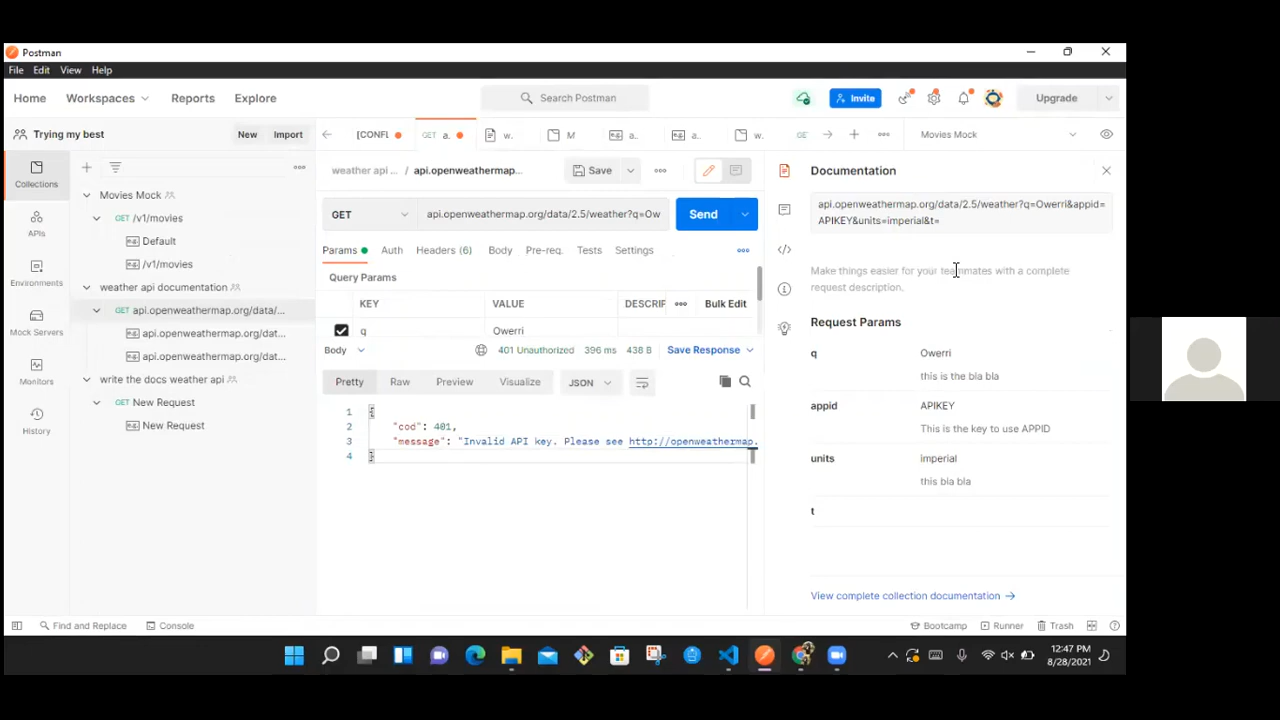 Postman
File Edit View Help
Home Workspaces Reports Explore Search Postman Invite Upgrade
Trying my best New Import [CONFL GET a. w. M a.. a.. w. GE Movies Mock
Collections
APIs
Environments
Mock Servers
Monitors
History
Movies Mock
GET /v1/movies
Default
/v1/movies
weather api documentation
GET api.openweathermap.org/data/...
api.openweathermap.org/dat...
api.openweathermap.org/dat...
write the docs weather api
GET New Request
New Request
weather api ... / api.openweathermap... Save
GET api.openweathermap.org/data/2.5/weather?q=Ow Send
Params Auth Headers (6) Body Pre-req. Tests Settings
Query Params
KEY VALUE DESCRIF Bulk Edit
q Owerri
Body 401 Unauthorized 396 ms 438 B Save Response
Pretty Raw Preview Visualize JSON
1 {
2 "cod": 401,
3 "message": "Invalid API key. Please see http://openweathermap.
4 }
Documentation
api.openweathermap.org/data/2.5/weather?q=Owerri&appid=
APIKEY&units=imperial&t=
Make things easier for your teammates with a complete
request description.
Request Params
q Owerri
this is the bla bla
appid APIKEY
This is the key to use APPID
units imperial
this bla bla
t
View complete collection documentation →
Find and Replace Console Bootcamp Runner Trash
12:47 PM
8/28/2021